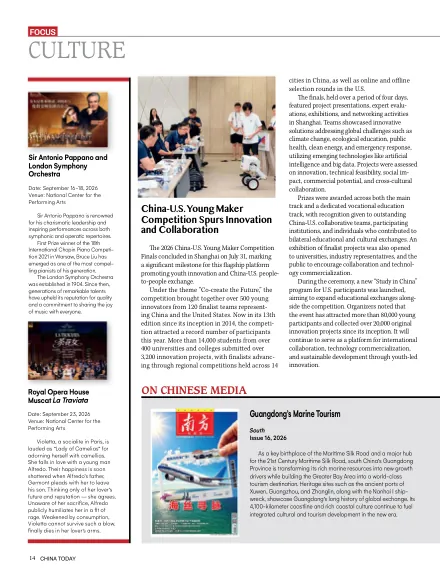 FOCUS
CULTURE
Sir Antonio Pappano and
London Symphony
Orchestra
Date: September 16-18, 2026
Venue: National Center for the
Performing Arts
Sir Antonio Pappano is renowned
for his charismatic leadership and
inspiring performances across both
symphonic and operatic repertoires.
First Prize winner of the 18th
International Chopin Piano Competi-
tion 2021 in Warsaw, Bruce Liu has
emerged as one of the most compel-
ling pianists of his generation.
The London Symphony Orchestra
was established in 1904. Since then,
generations of remarkable talents
have upheld its reputation for quality
and a commitment to sharing the joy
of music with everyone.
LA TRAVIATA
Royal Opera House
Muscat La Traviata
Date: September 23, 2026
Venue: National Center for the
Performing Arts
Violetta, a socialite in Paris, is
lauded as "Lady of Camelias" for
adorning herself with camelias.
She falls in love with a young man
Alfredo. Their happiness is soon
shattered when Alfredo's father,
Germont pleads with her to leave
his son. Thinking only of her lover's
future and reputation — she agrees.
Unaware of her sacrifice, Alfredo
publicly humiliates her in a fit of
rage. Weakened by consumption,
Violetta cannot survive such a blow,
finally dies in her lover's arms.
China-U.S. Young Maker
Competition Spurs Innovation
and Collaboration
The 2026 China-U.S. Young Maker Competition
Finals concluded in Shanghai on July 31, marking
a significant milestone for this flagship platform
promoting youth innovation and China-U.S. people-
to-people exchange.
Under the theme "Co-create the Future," the
competition brought together over 500 young
innovators from 120 finalist teams represent-
ing China and the United States. Now in its 13th
edition since its inception in 2014, the competi-
tion attracted a record number of participants
this year. More than 14,000 students from over
400 universities and colleges submitted over
3,200 innovation projects, with finalists advanc-
ing through regional competitions held across 14
cities in China, as well as online and offline
selection rounds in the U.S.
The finals, held over a period of four days,
featured project presentations, expert evalu-
ations, exhibitions, and networking activities
in Shanghai. Teams showcased innovative
solutions addressing global challenges such as
climate change, ecological education, public
health, clean energy, and emergency response,
utilizing emerging technologies like artificial
intelligence and big data. Projects were assessed
on innovation, technical feasibility, social im-
pact, commercial potential, and cross-cultural
collaboration.
Prizes were awarded across both the main
track and a dedicated vocational education
track, with recognition given to outstanding
China-U.S. collaborative teams, participating
institutions, and individuals who contributed to
bilateral educational and cultural exchanges. An
exhibition of finalist projects was also opened
to universities, industry representatives, and the
public to encourage collaboration and technol-
ogy commercialization.
During the ceremony, a new "Study in China"
program for U.S. participants was launched,
aiming to expand educational exchanges along-
side the competition. Organizers noted that
the event has attracted more than 80,000 young
participants and collected over 20,000 original
innovation projects since its inception. It will
continue to serve as a platform for international
collaboration, technology commercialization,
and sustainable development through youth-led
innovation.
ON CHINESE MEDIA
南方
Guangdong's Marine Tourism
South
Issue 16, 2026
As a key birthplace of the Maritime Silk Road and a major hub
for the 21st Century Maritime Silk Road, south China's Guangdong
Province is transforming its rich marine resources into new growth
drivers while building the Greater Bay Area into a world-class
tourism destination. Heritage sites such as the ancient ports of
Xuwen, Guangzhou, and Zhanglin, along with the Nanhai I ship-
wreck, showcase Guangdong's long history of global exchange. Its
4,100-kilometer coastline and rich coastal culture continue to fuel
integrated cultural and tourism development in the new era.
14
CHINA TODAY